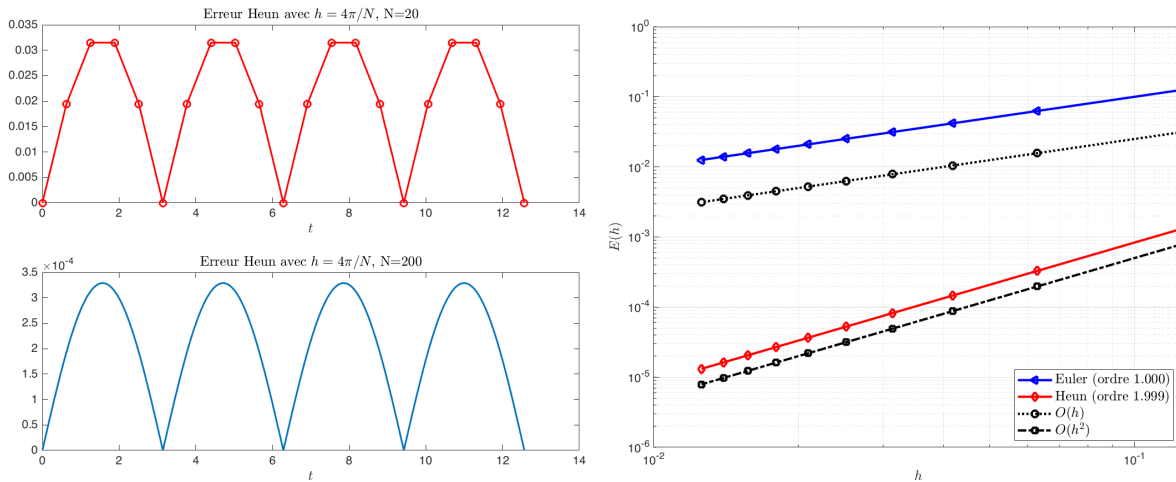 Erreur Heun avec h = 4π/N, N=20
0.035
0.03
0.025
0.02
0.015
0.01
0.005
0
0 2 4 6 8 10 12 14
t
Erreur Heun avec h = 4π/N, N=200
×10⁻⁴
3.5
3
2.5
2
1.5
1
0.5
0
0 2 4 6 8 10 12 14
t
10⁰
10⁻¹
10⁻²
10⁻³
10⁻⁴
10⁻⁵
10⁻⁶
E(h)
10⁻² 10⁻¹
h
Euler (ordre 1.000)
Heun (ordre 1.999)
O(h)
O(h²)